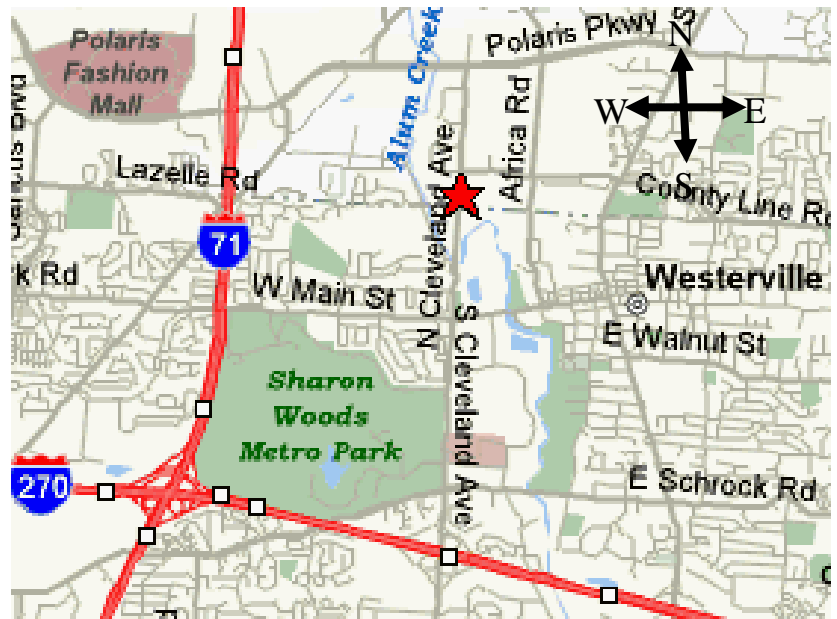 Polaris
Fashion
Mall
Alum Creek
Polaris Pkwy
N
W
E
S
Africa Rd
N Cleveland Ave
Lazelle Rd
County Line Rd
71
k Rd
W Main St
Westerville
E Walnut St
S Cleveland Ave
Sharon
Woods
Metro Park
270
E Schrock Rd